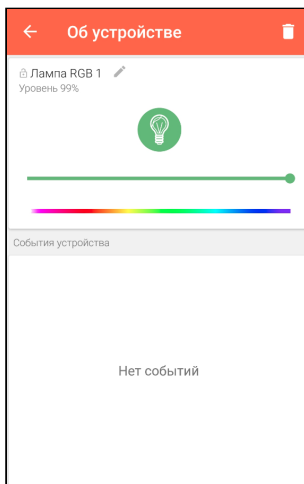 Об устройстве
Лампа RGB 1
Уровень 99%
События устройства
Нет событий